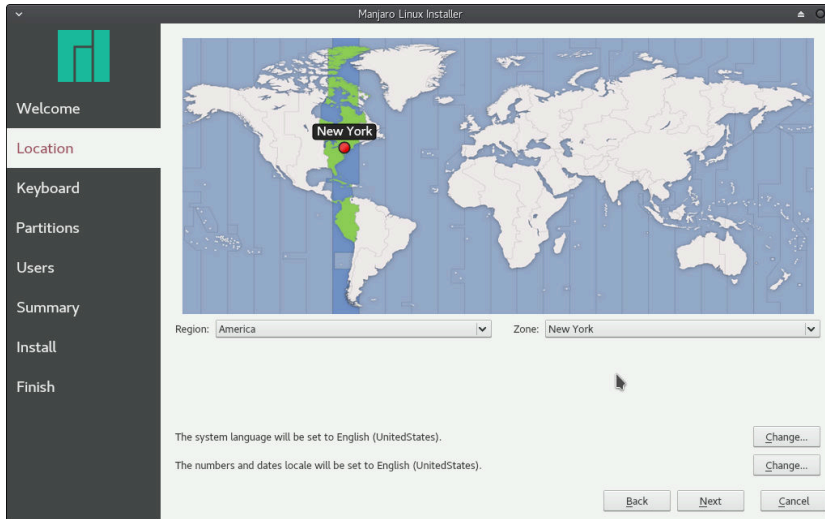 Manjaro Linux Installer
Welcome
Location
Keyboard
Partitions
Users
Summary
Install
Finish
New York
Region: America Zone: New York
The system language will be set to English (UnitedStates). Change...
The numbers and dates locale will be set to English (UnitedStates). Change...
Back Next Cancel